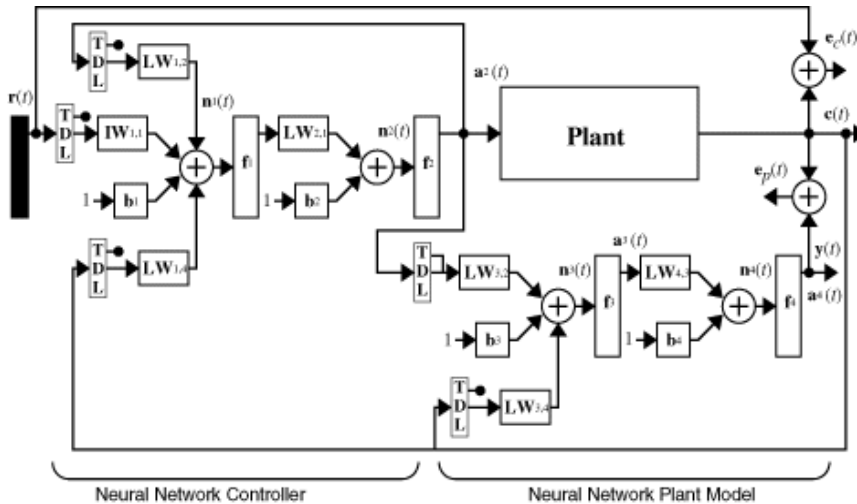 T
D
L
LW1,2
r(t)
n1(t)
a2(t)
ec(t)
c(t)
T
D
L
IW1,1
1
b1
f1
LW2,1
n2(t)
1
b2
f2
Plant
ep(t)
T
D
L
LW1,4
T
D
L
LW3,2
n3(t)
a3(t)
1
b3
f3
LW4,3
n4(t)
1
b4
f4
y(t)
a4(t)
T
D
L
LW3,4
Neural Network Controller
Neural Network Plant Model